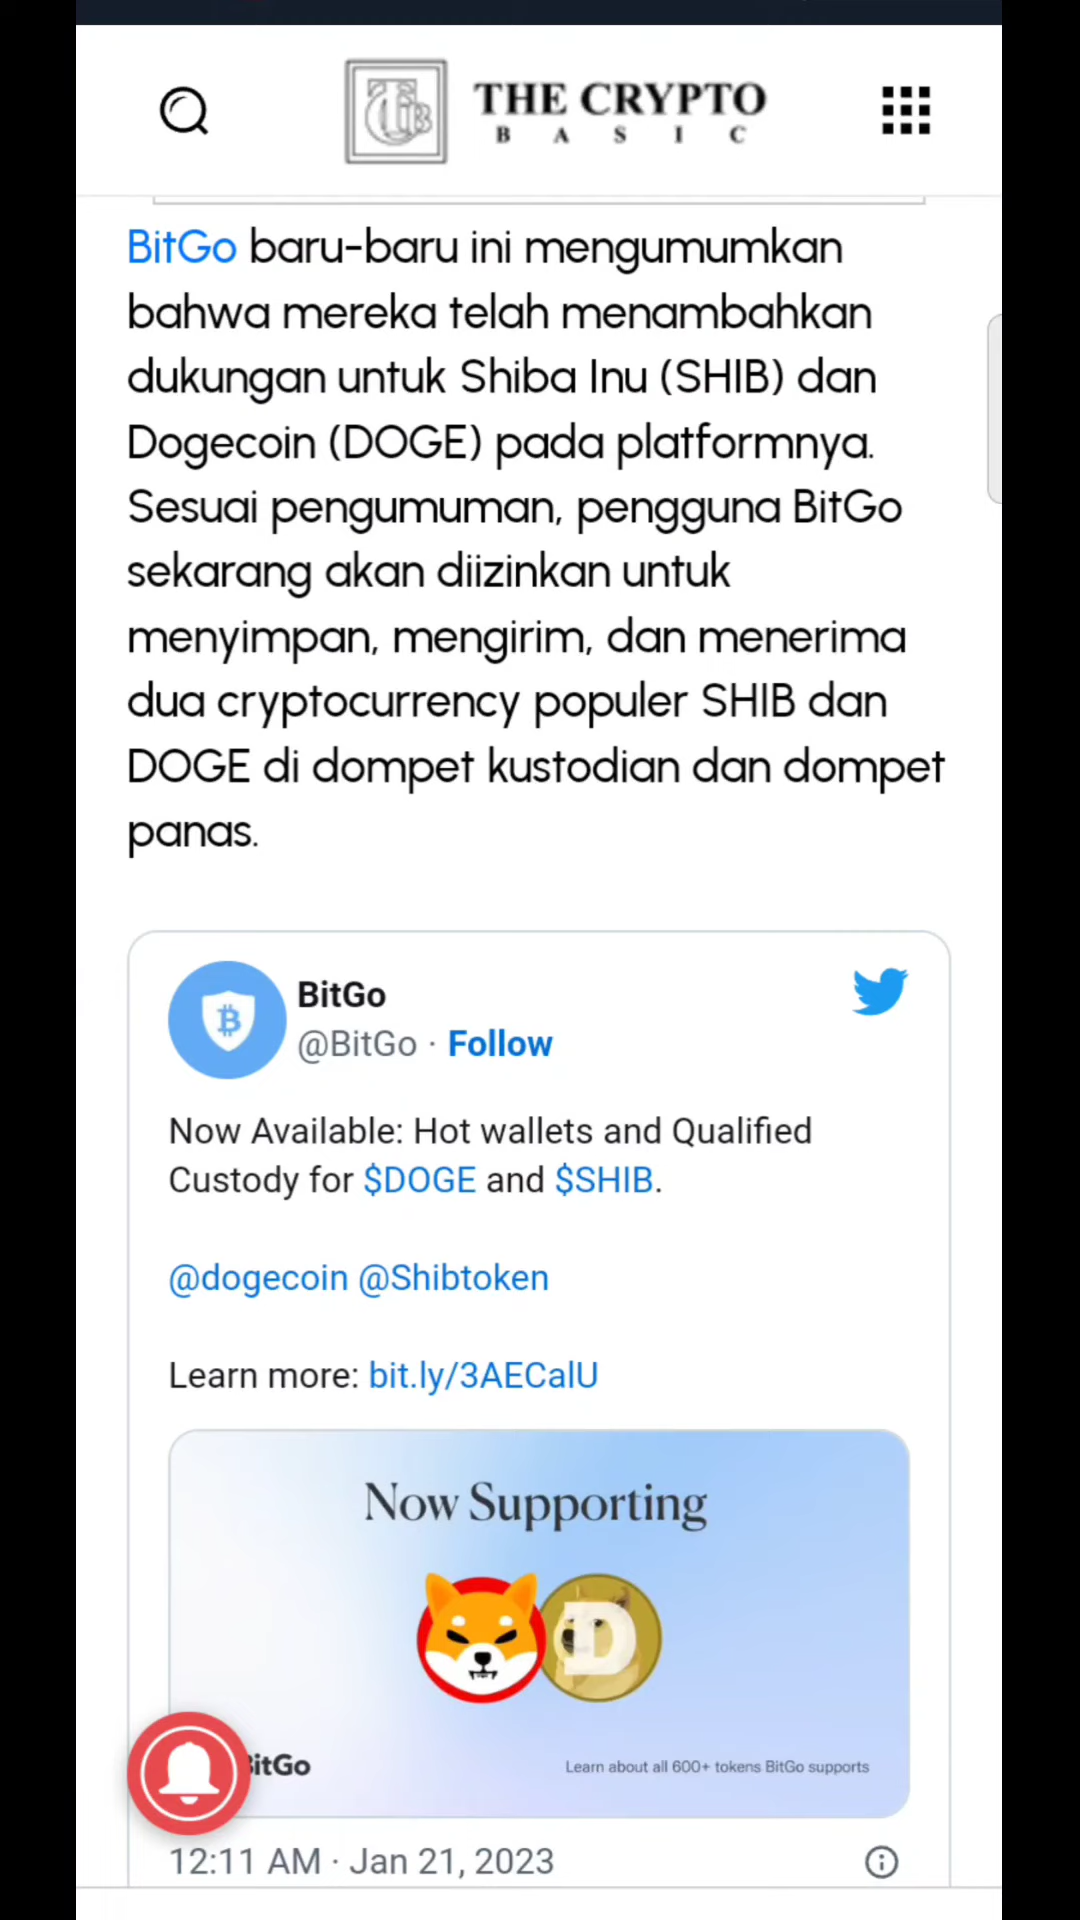 THE CRYPTO
BASIC
BitGo baru-baru ini mengumumkan
bahwa mereka telah menambahkan
dukungan untuk Shiba Inu (SHIB) dan
Dogecoin (DOGE) pada platformnya.
Sesuai pengumuman, pengguna BitGo
sekarang akan diizinkan untuk
menyimpan, mengirim, dan menerima
dua cryptocurrency populer SHIB dan
DOGE di dompet kustodian dan dompet
panas.
BitGo
@BitGo · Follow
Now Available: Hot wallets and Qualified
Custody for $DOGE and $SHIB.
@dogecoin @Shibtoken
Learn more: bit.ly/3AECalU
Now Supporting
D
itGo
Learn about all 600+ tokens BitGo supports
12:11 AM · Jan 21, 2023